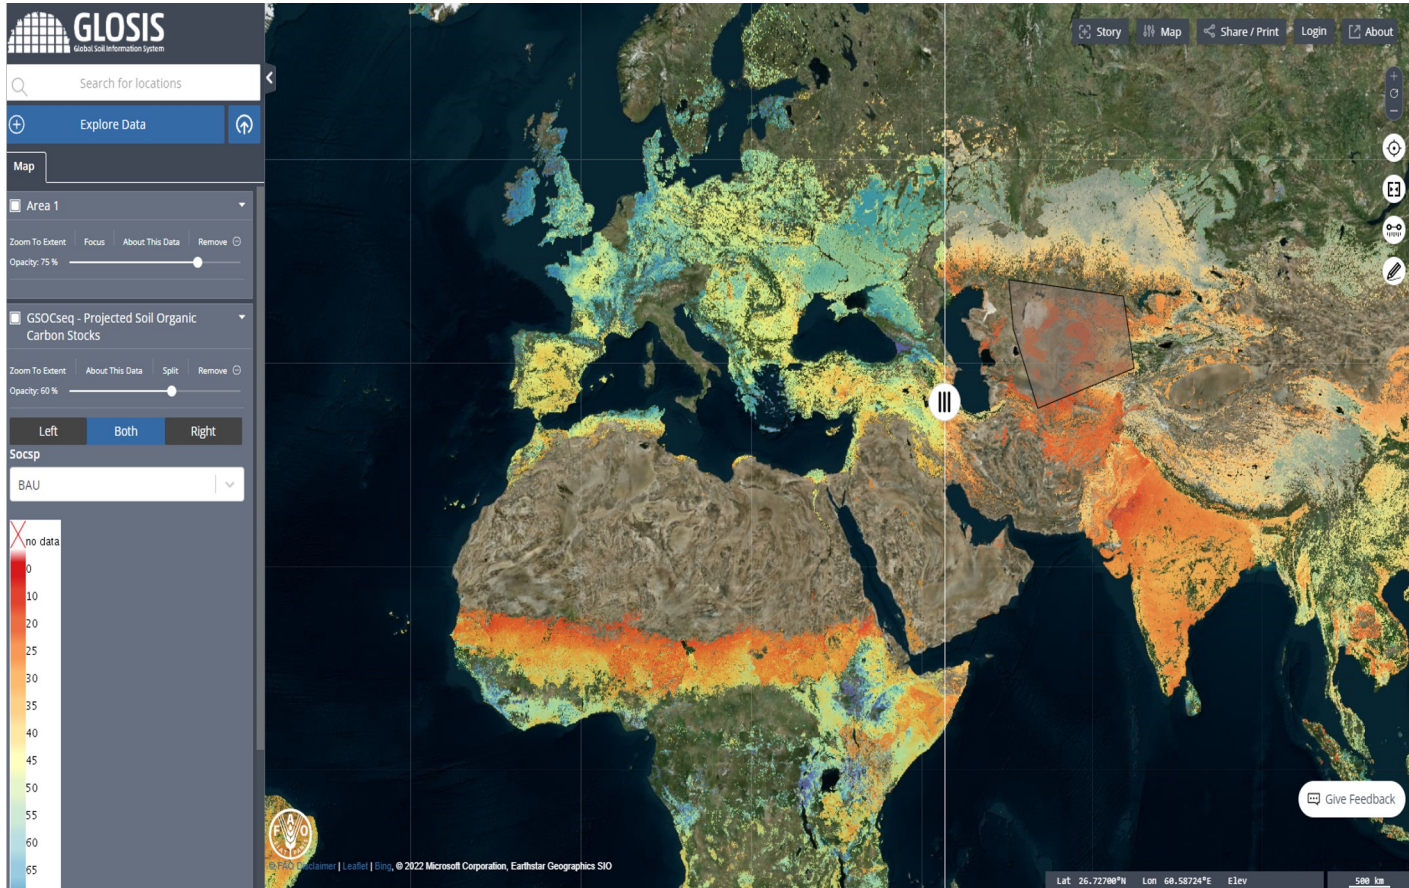 GLOSIS
Global Soil Information System
Search for locations
Explore Data
Map
Area 1
Zoom To Extent Focus About This Data Remove
Opacity: 75 %
GSOCseq - Projected Soil Organic
Carbon Stocks
Zoom To Extent About This Data Split Remove
Opacity: 60 %
Left Both Right
Socsp
BAU
no data
0
10
20
25
30
35
40
45
50
55
60
65
Story Map Share / Print Login About
Give Feedback
F A O
FIAT PANIS
© FAO Disclaimer | Leaflet | Bing, © 2022 Microsoft Corporation, Earthstar Geographics SIO
Lat 26.72700°N Lon 60.58724°E Elev 500 km